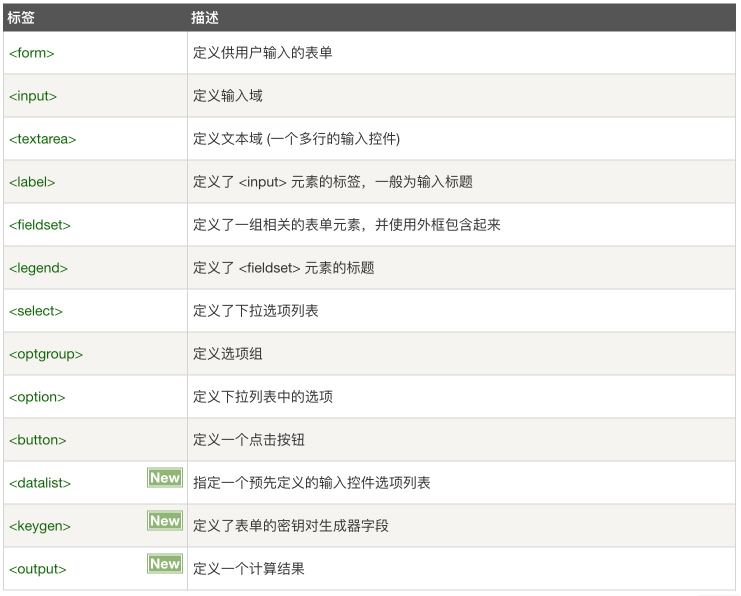 标签 描述
<form> 定义供用户输入的表单
<input> 定义输入域
<textarea> 定义文本域 (一个多行的输入控件)
<label> 定义了 <input> 元素的标签，一般为输入标题
<fieldset> 定义了一组相关的表单元素，并使用外框包含起来
<legend> 定义了 <fieldset> 元素的标题
<select> 定义了下拉选项列表
<optgroup> 定义选项组
<option> 定义下拉列表中的选项
<button> 定义一个点击按钮
<datalist> New 指定一个预先定义的输入控件选项列表
<keygen> New 定义了表单的密钥对生成器字段
<output> New 定义一个计算结果